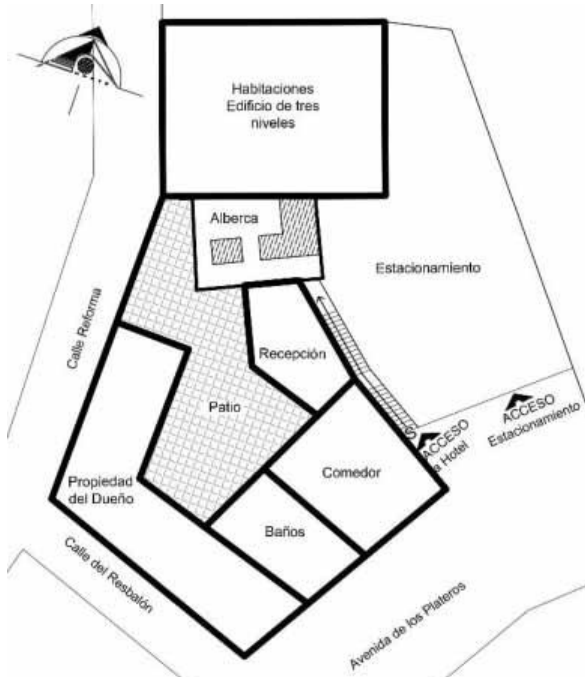 Habitaciones
Edificio de tres
niveles
Alberca
Estacionamiento
Calle Reforma
Recepción
Patio
ACCESO
Estacionamiento
ACCESO
a Hotel
S
Comedor
Propiedad
del Dueño
Baños
Calle del Resbalón
Avenida de los Plateros